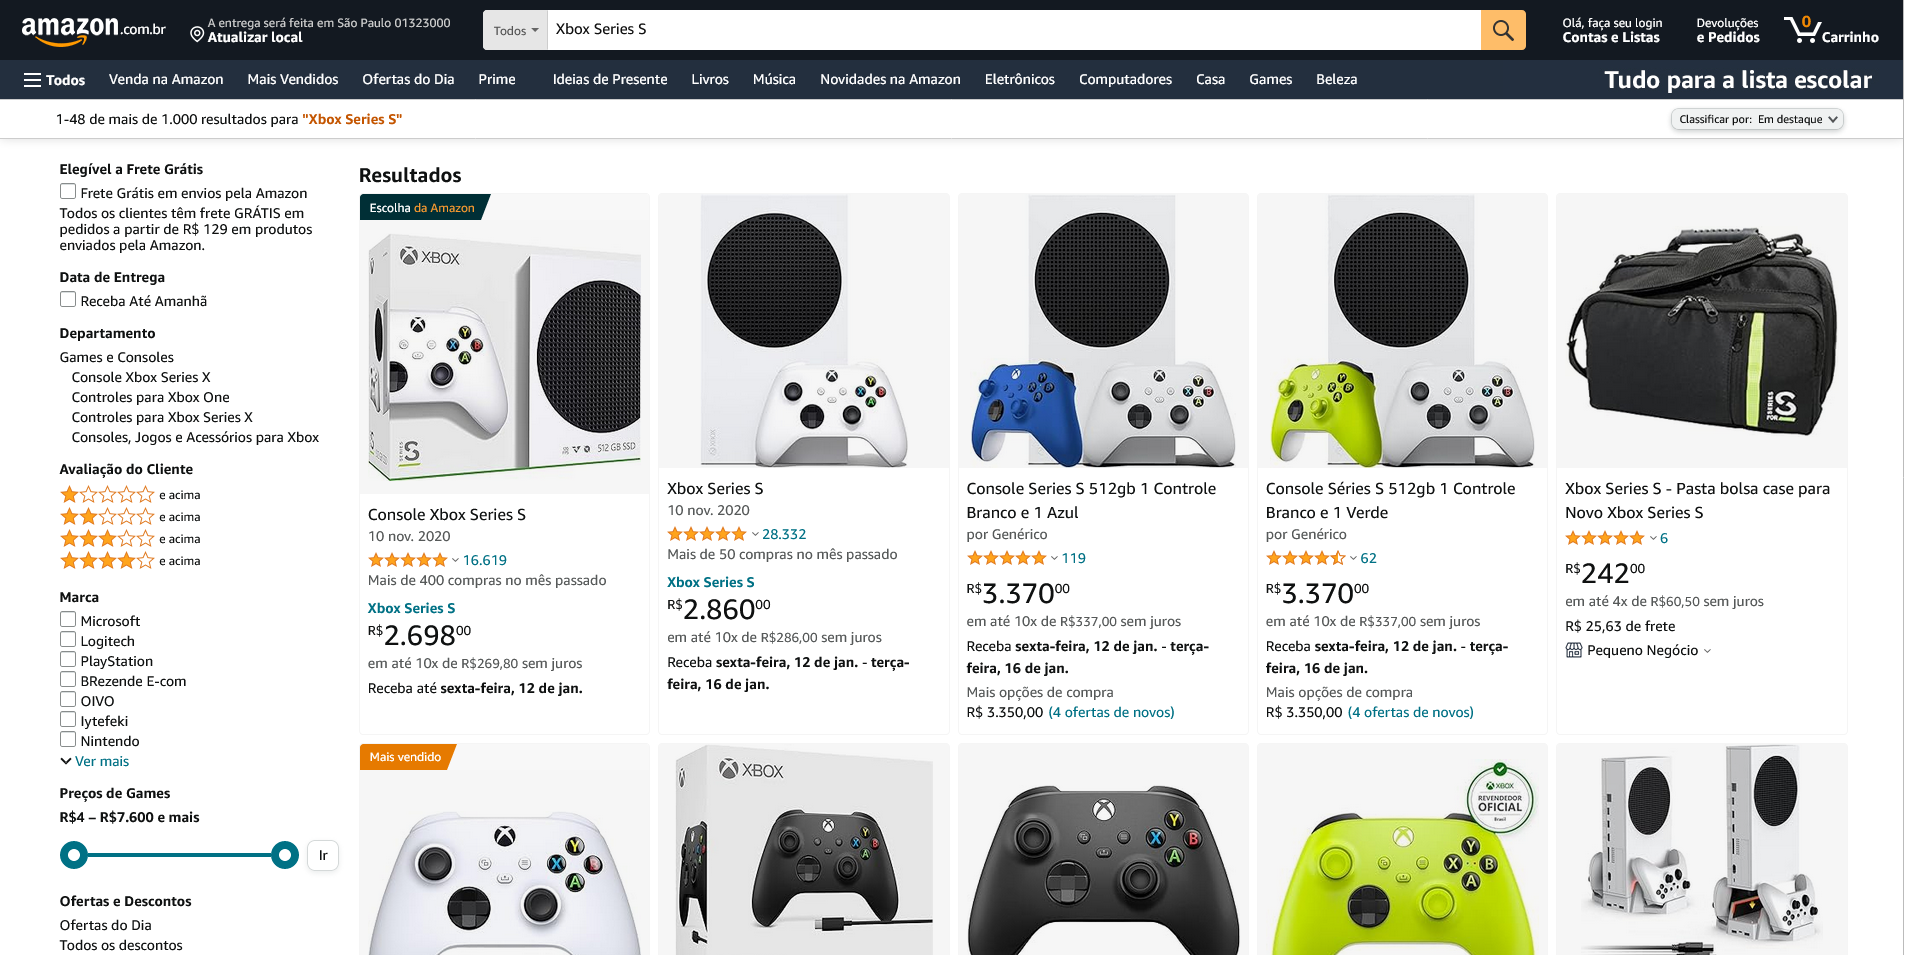 amazon.com.br
A entrega será feita em São Paulo 01323000
Atualizar local
Todos
Xbox Series S
Olá, faça seu login
Contas e Listas
Devoluções
e Pedidos
0
Carrinho
Todos
Venda na Amazon
Mais Vendidos
Ofertas do Dia
Prime
Ideias de Presente
Livros
Música
Novidades na Amazon
Eletrônicos
Computadores
Casa
Games
Beleza
Tudo para a lista escolar
1-48 de mais de 1.000 resultados para "Xbox Series S"
Classificar por: Em destaque
Elegível a Frete Grátis
Frete Grátis em envios pela Amazon
Todos os clientes têm frete GRÁTIS em
pedidos a partir de R$ 129 em produtos
enviados pela Amazon.
Data de Entrega
Receba Até Amanhã
Departamento
Games e Consoles
Console Xbox Series X
Controles para Xbox One
Controles para Xbox Series X
Consoles, Jogos e Acessórios para Xbox
Avaliação do Cliente
e acima
e acima
e acima
e acima
Marca
Microsoft
Logitech
PlayStation
BRezende E-com
OIVO
Iytefeki
Nintendo
Ver mais
Preços de Games
R$4 – R$7.600 e mais
Ir
Ofertas e Descontos
Ofertas do Dia
Todos os descontos
Resultados
Escolha da Amazon
XBOX
Y
X
B
A
SERIES
S
512 GB SSD
Console Xbox Series S
10 nov. 2020
16.619
Mais de 400 compras no mês passado
Xbox Series S
R$2.69800
em até 10x de R$269,80 sem juros
Receba até sexta-feira, 12 de jan.
Xbox Series S
10 nov. 2020
28.332
Mais de 50 compras no mês passado
Xbox Series S
R$2.86000
em até 10x de R$286,00 sem juros
Receba sexta-feira, 12 de jan. - terça-
feira, 16 de jan.
Console Series S 512gb 1 Controle
Branco e 1 Azul
por Genérico
119
R$3.37000
em até 10x de R$337,00 sem juros
Receba sexta-feira, 12 de jan. - terça-
feira, 16 de jan.
Mais opções de compra
R$ 3.350,00 (4 ofertas de novos)
Console Séries S 512gb 1 Controle
Branco e 1 Verde
por Genérico
62
R$3.37000
em até 10x de R$337,00 sem juros
Receba sexta-feira, 12 de jan. - terça-
feira, 16 de jan.
Mais opções de compra
R$ 3.350,00 (4 ofertas de novos)
FOR SERIES S
Xbox Series S - Pasta bolsa case para
Novo Xbox Series S
6
R$24200
em até 4x de R$60,50 sem juros
R$ 25,63 de frete
Pequeno Negócio
Mais vendido
Y
X
B
A
XBOX
Y
X
B
A
Y
X
B
A
XBOX
REVENDEDOR
OFICIAL
Brasil